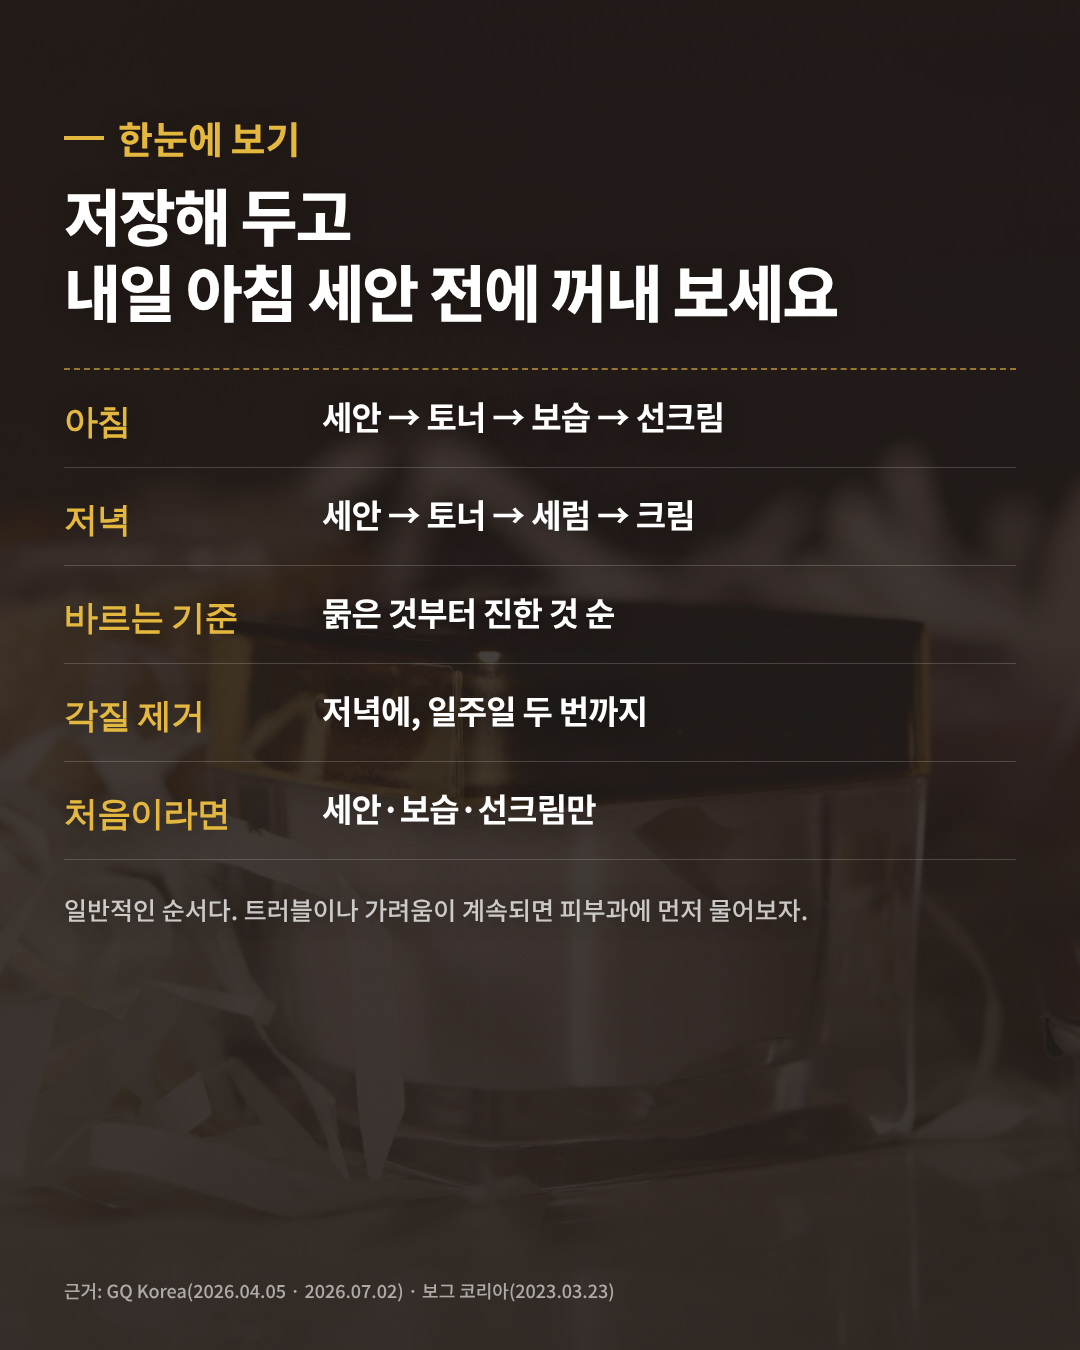 한눈에 보기
저장해 두고
내일 아침 세안 전에 꺼내 보세요
아침 세안 → 토너 → 보습 → 선크림
저녁 세안 → 토너 → 세럼 → 크림
바르는 기준 묽은 것부터 진한 것 순
각질 제거 저녁에, 일주일 두 번까지
처음이라면 세안·보습·선크림만
일반적인 순서다. 트러블이나 가려움이 계속되면 피부과에 먼저 물어보자.
근거: GQ Korea(2026.04.05 · 2026.07.02) · 보그 코리아(2023.03.23)